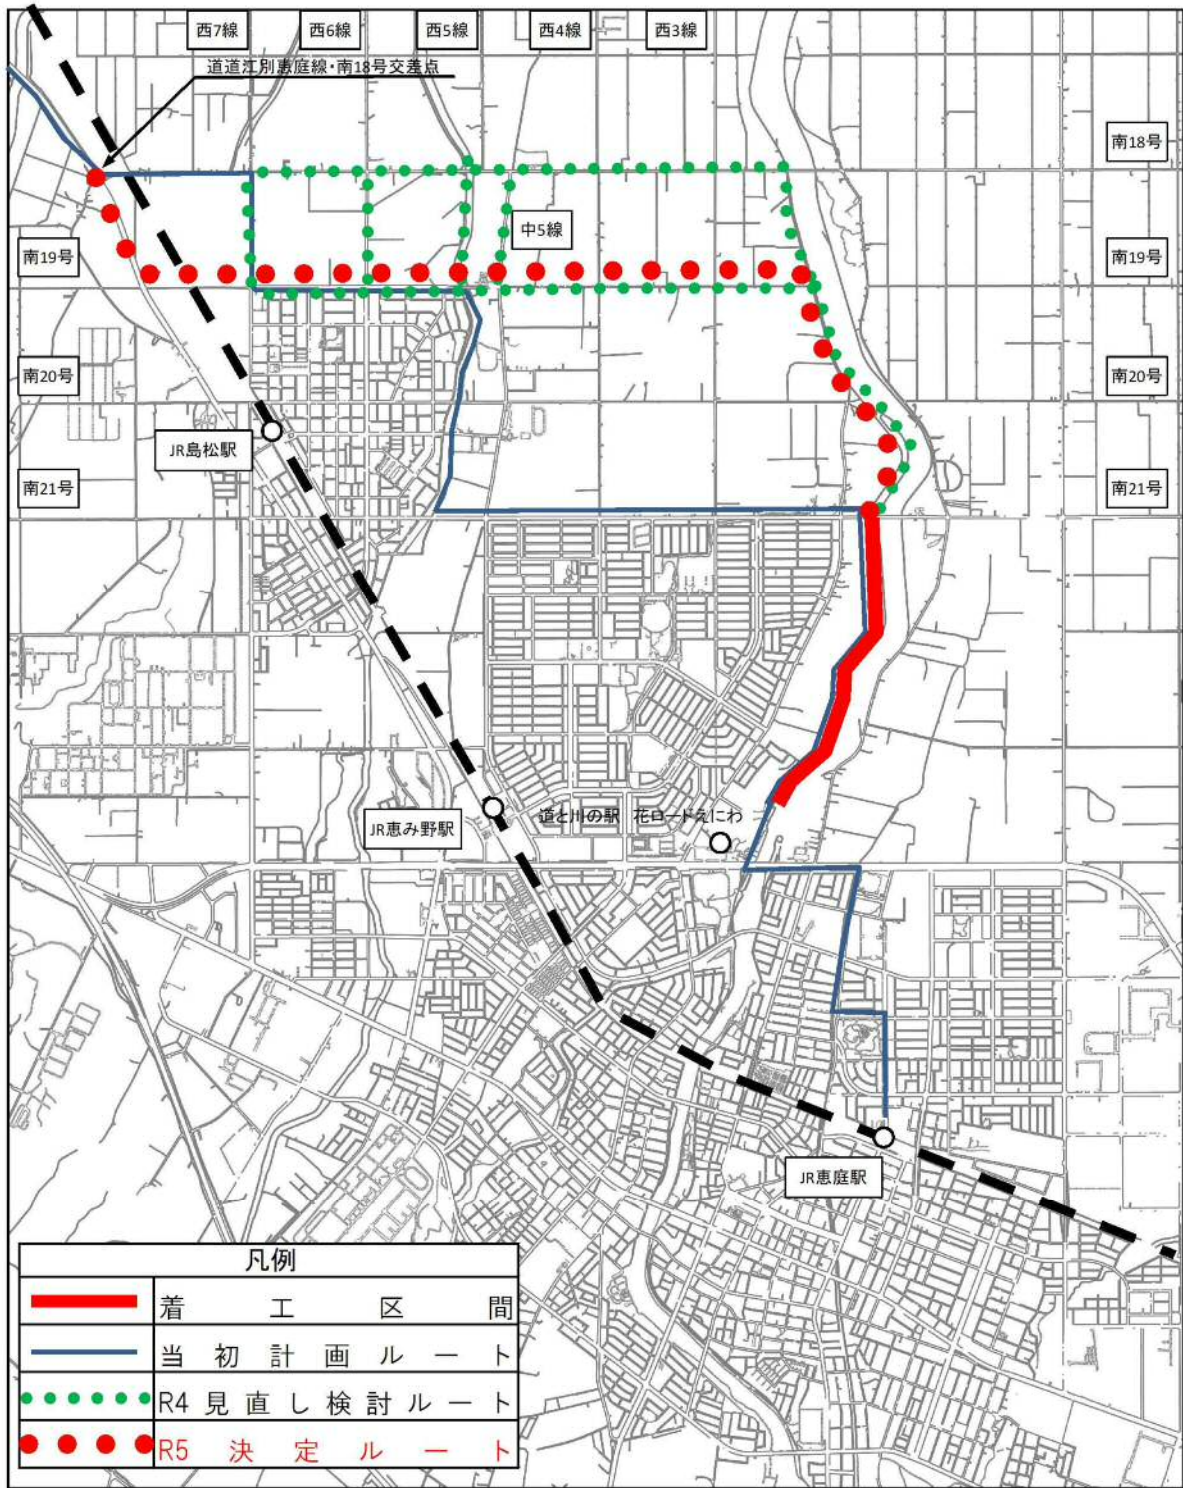 西7線
西6線
西5線
西4線
西3線
道道江別恵庭線・南18号交差点
南18号
中5線
南19号
南19号
南20号
南20号
JR島松駅
南21号
南21号
JR恵み野駅
道と川の駅 花ロードえにわ
JR恵庭駅
凡例
着工区間
当初計画ルート
R4見直し検討ルート
R5決定ルート